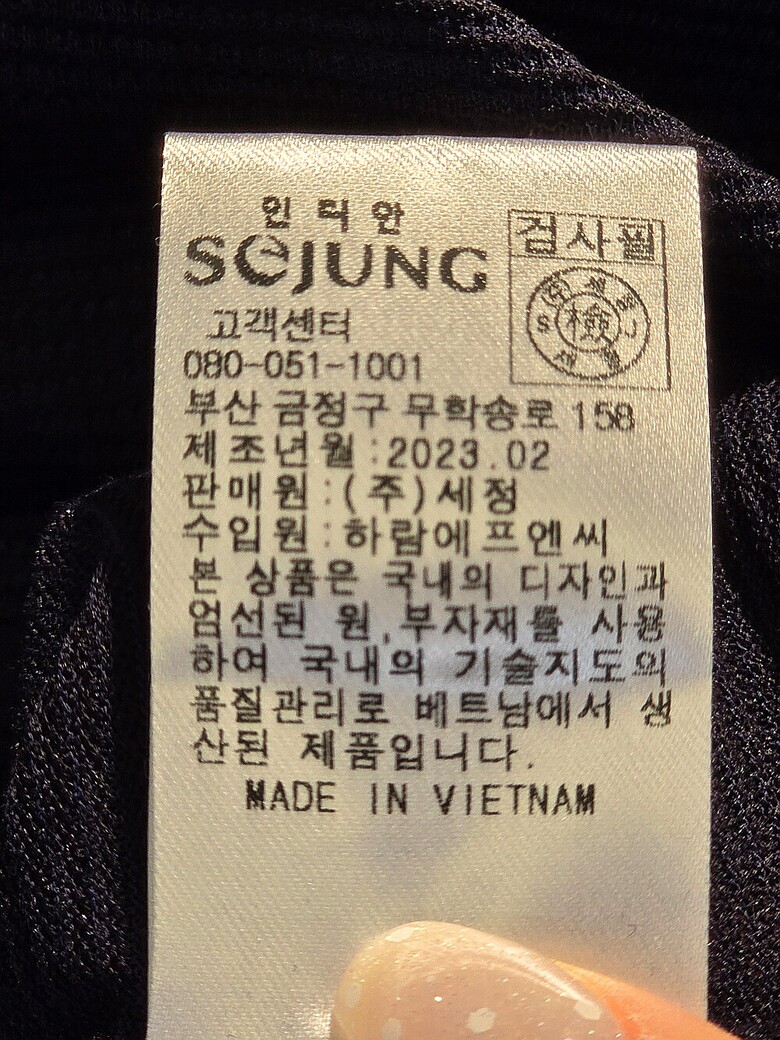 인디안
SEJUNG
검사필
檢
고객센터
080-051-1001
부산 금정구 무학송로 158
제조년월:2023.02
판매원:(주)세정
수입원:하람에프엔씨
본 상품은 국내의 디자인과
엄선된 원,부자재를 사용
하여 국내의 기술지도의
품질관리로 베트남에서 생
산된 제품입니다.
MADE IN VIETNAM